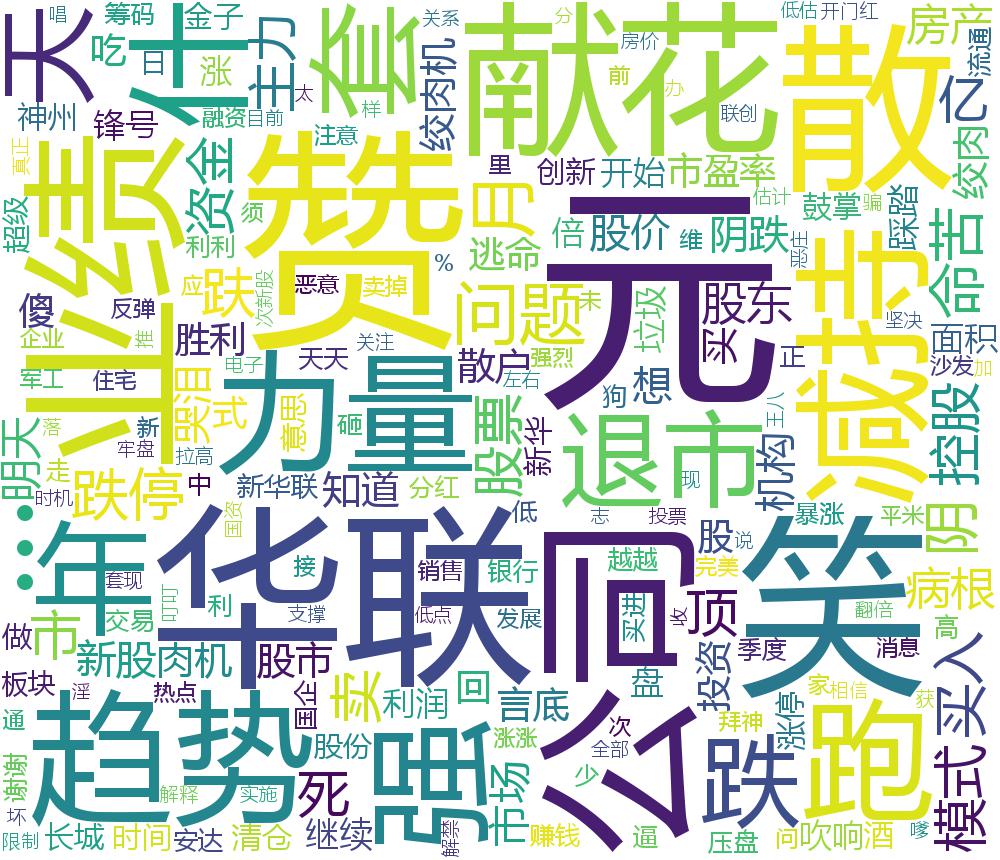 天
什
套
献花
散
房产
筹码
金子
吃
日
涨
主力
唱
太
关系
分
房价
前
办
低估
开门红
流通
亿
神州
锋号
融资
目前
样
注意
绞肉机
联创
真正
业绩
资金
赞
里
创新
开始
市盈率
估计
骗
绞肉
超级
须
利利
月
元
倍
股价
维
阴跌
鼓掌
踩踏
命苦
逃命
恶庄
傻
反弹
应
跌
恶意
卖掉
%
次新股
问题
未
垃圾
股东
买
减持
坚决
企业
推
胜利
关注
面积
军工
住宅
哭泪
电子
天天
散户
强烈
左右
狗
想
正
沙发
加
王八
力量
式
意思
砸
明天
落
新
牢盘
拉高
股票
新华
退市
机构
控股
走
时机
跌停
中
新华联
知道
分红
低
现
志
投票
暴涨
平米
阴
…
年
国资
华联
公司
股
说
笑
套现
接
销售
银行
越越
完美
病根
叮叮
利
支撑
低点
发展
买进
收
顶
翻倍
做
市
交易
高
新股肉机
股市
季度
消息
买入
板块
淫
热点
国企
卖
利润
回
言底
盘
投资
家
相信
获
通
趋势
股份
强
涨涨
次
全部
拜神
涨停
跑
谢谢
解释
实施
死
市场
少
跌
模式
坏
限制
长城
时间
安达
清仓
继续
解禁
赚钱
逼
压盘
问
吹响
酒
嗲